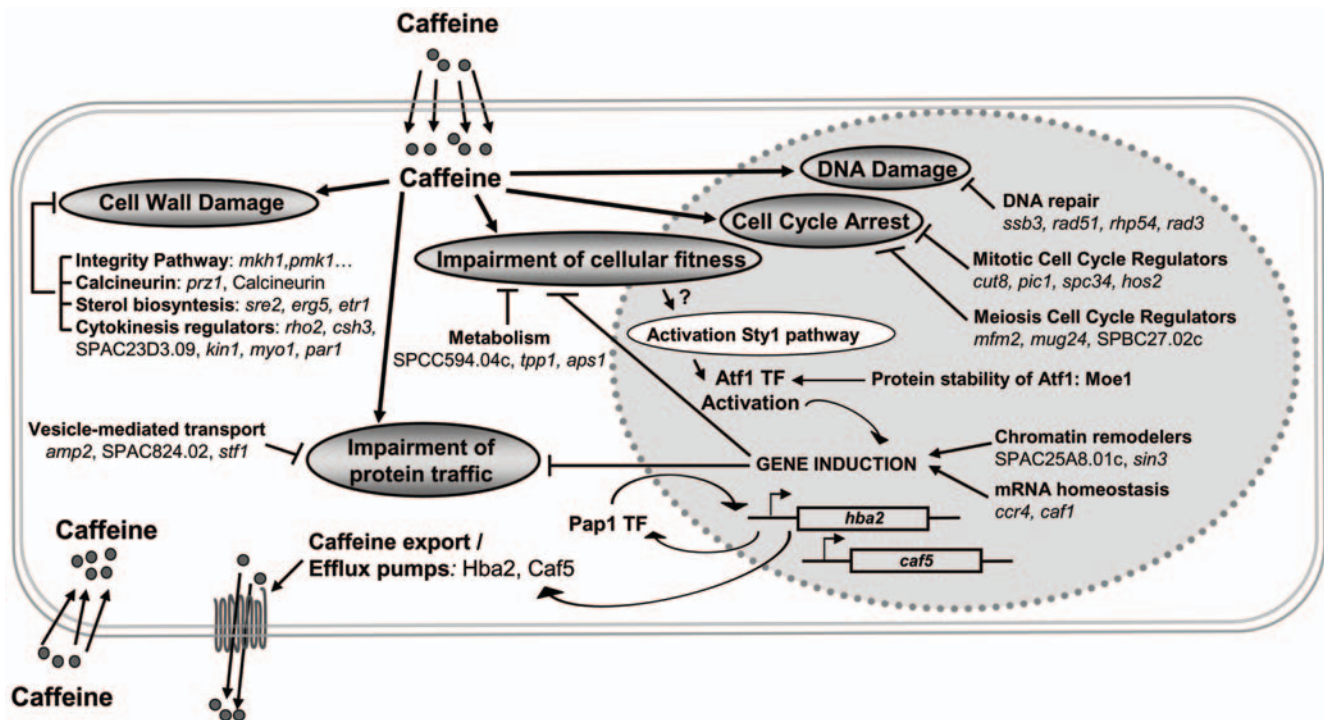 Caffeine
Caffeine
DNA Damage
Cell Wall Damage
DNA repair
ssb3, rad51, rhp54, rad3
Cell Cycle Arrest
Integrity Pathway: mkh1,pmk1…
Calcineurin: prz1, Calcineurin
Sterol biosyntesis: sre2, erg5, etr1
Cytokinesis regulators: rho2, csh3,
SPAC23D3.09, kin1, myo1, par1
Impairment of cellular fitness
Mitotic Cell Cycle Regulators
cut8, pic1, spc34, hos2
?
Meiosis Cell Cycle Regulators
mfm2, mug24, SPBC27.02c
Metabolism
SPCC594.04c, tpp1, aps1
Activation Sty1 pathway
Atf1 TF
Activation
Protein stability of Atf1: Moe1
Vesicle-mediated transport
amp2, SPAC824.02, stf1
Impairment of
protein traffic
GENE INDUCTION
Chromatin remodelers
SPAC25A8.01c, sin3
mRNA homeostasis
ccr4, caf1
Pap1 TF
hba2
caf5
Caffeine
Caffeine export /
Efflux pumps: Hba2, Caf5
Caffeine